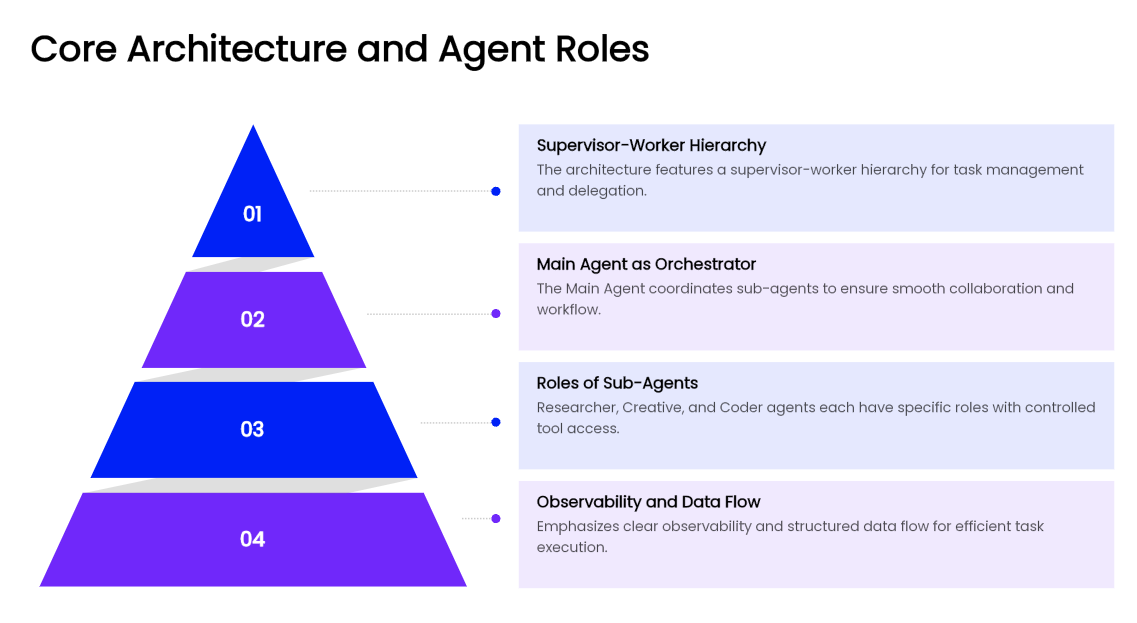 Core Architecture and Agent Roles
01
Supervisor-Worker Hierarchy
The architecture features a supervisor-worker hierarchy for task management
and delegation.
02
Main Agent as Orchestrator
The Main Agent coordinates sub-agents to ensure smooth collaboration and
workflow.
03
Roles of Sub-Agents
Researcher, Creative, and Coder agents each have specific roles with controlled
tool access.
04
Observability and Data Flow
Emphasizes clear observability and structured data flow for efficient task
execution.